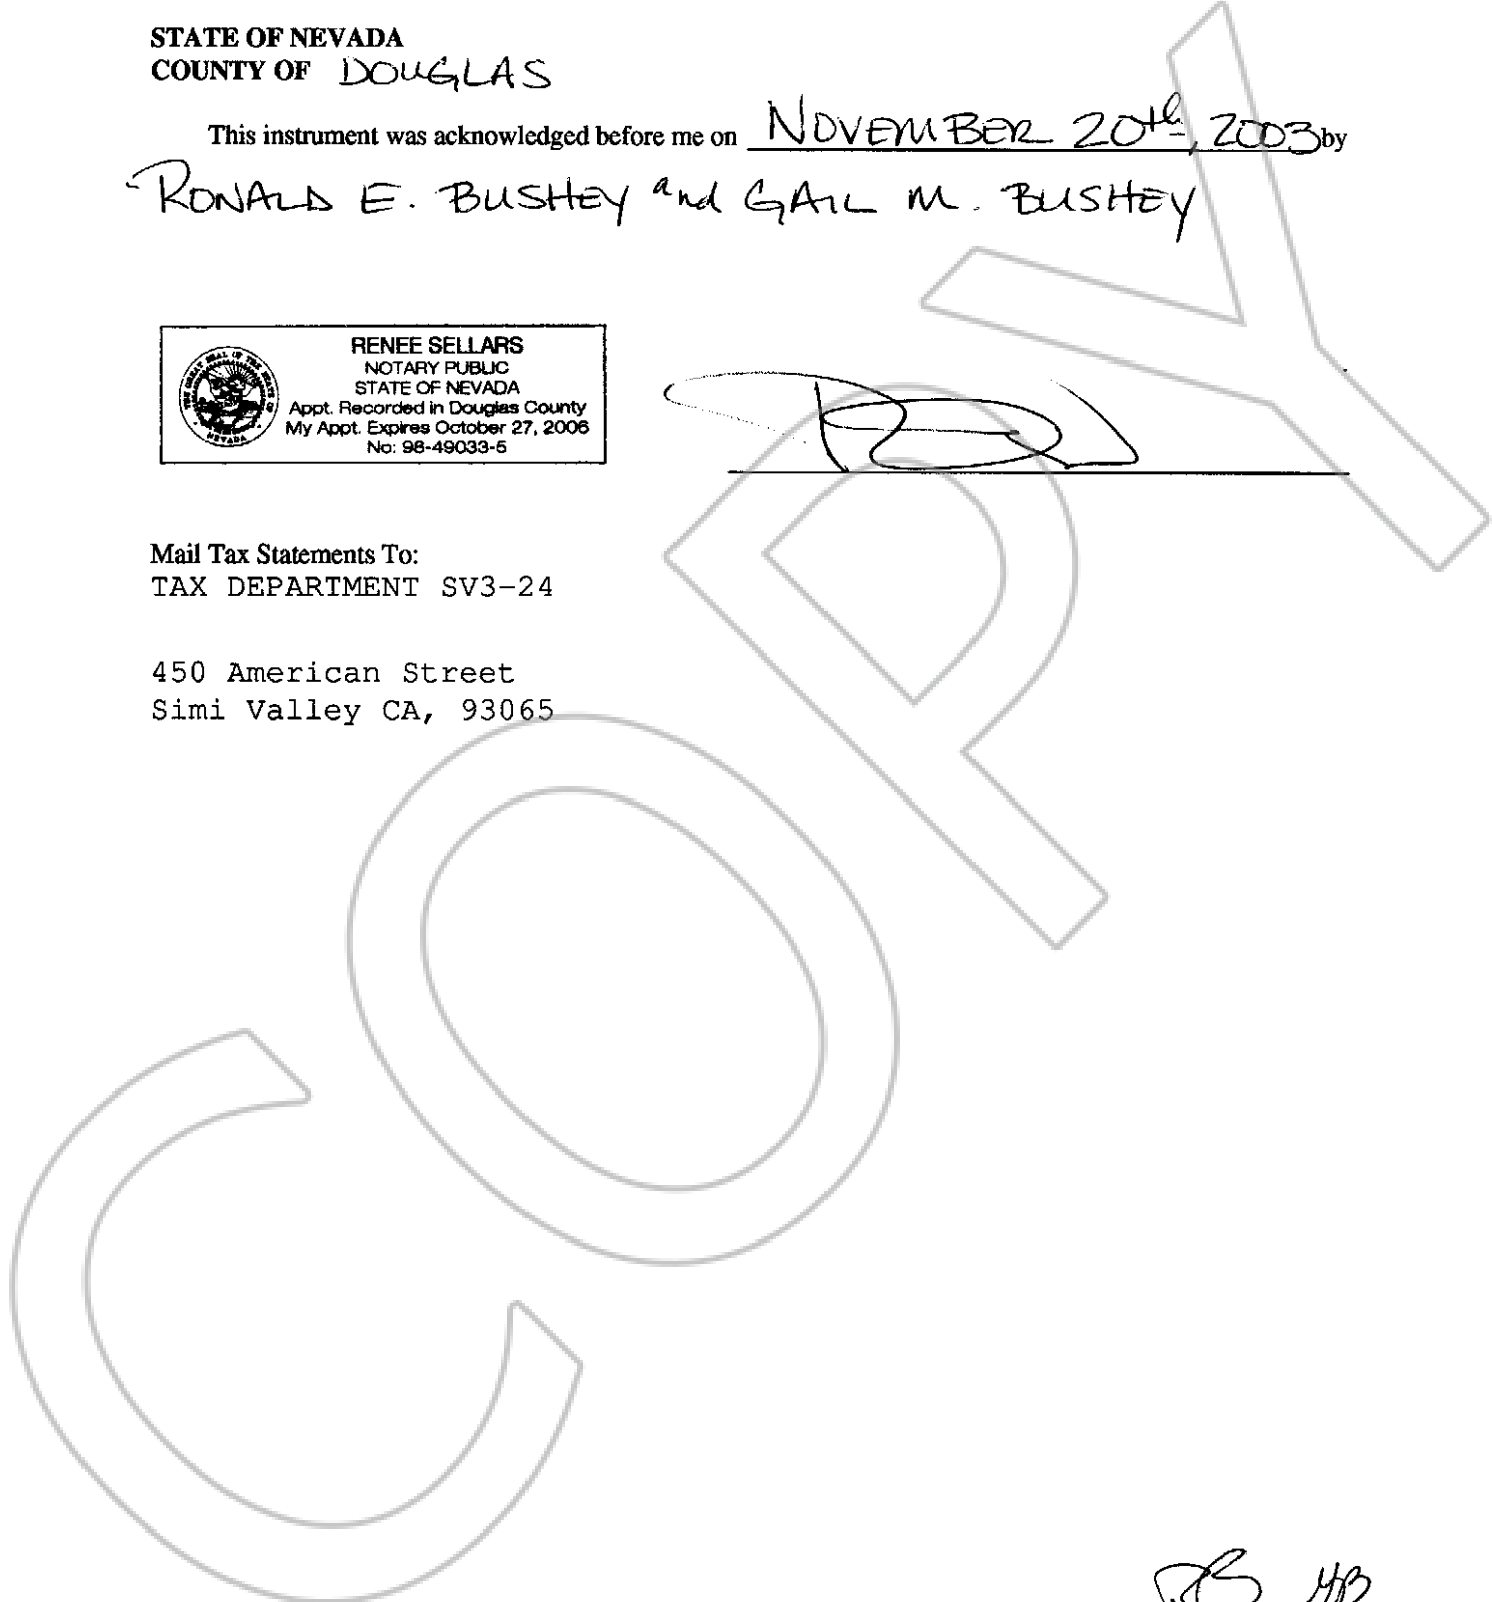 STATE OF NEVADA
COUNTY OF DOUGLAS
This instrument was acknowledged before me on NOVEMBER 20th, 2003 by
RONALD E. BUSHEY and GAIL M. BUSHEY
RENEE SELLARS
NOTARY PUBLIC
STATE OF NEVADA
Appt. Recorded in Douglas County
My Appt. Expires October 27, 2006
No: 98-49033-5
Mail Tax Statements To:
TAX DEPARTMENT SV3-24
450 American Street
Simi Valley CA, 93065
COPY